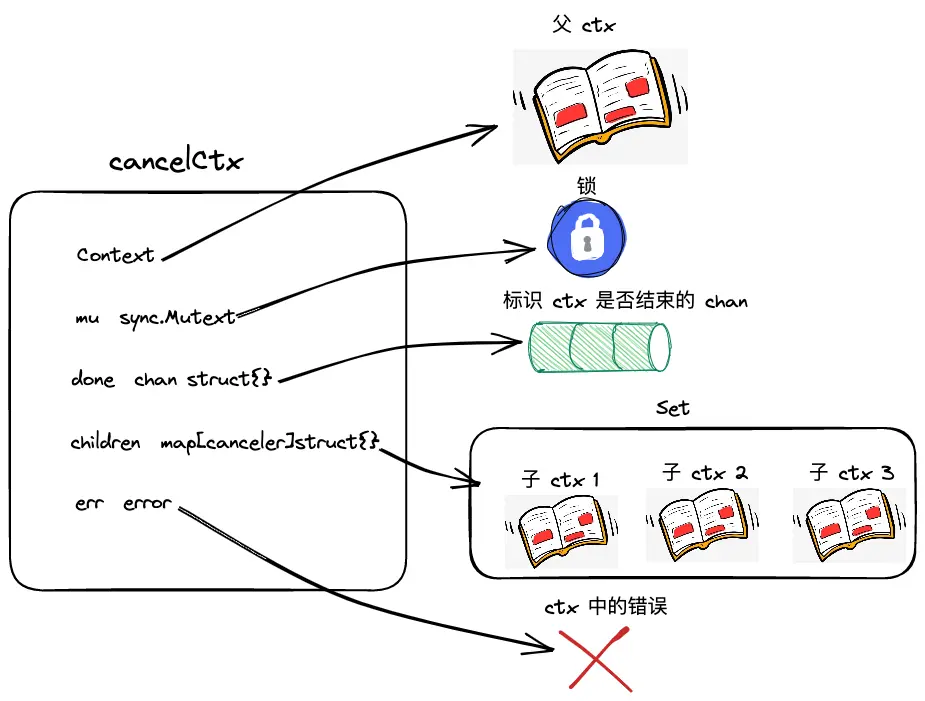 父 ctx
cancelCtx
锁
Context
标识 ctx 是否结束的 chan
mu sync.Mutext
done chan struct{}
Set
children map[canceler]struct{}
子 ctx 1
子 ctx 2
子 ctx 3
err error
ctx 中的错误